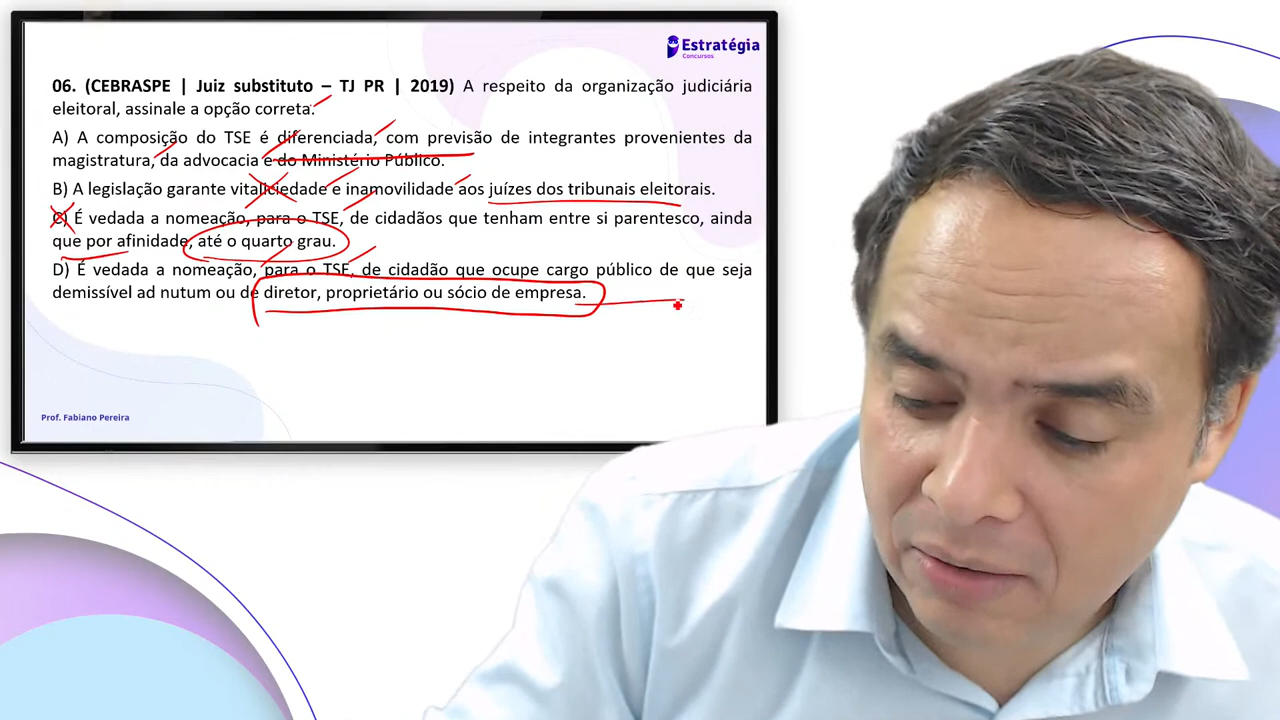 Estratégia
Concursos
06. (CEBRASPE | Juiz substituto – TJ PR | 2019) A respeito da organização judiciária
eleitoral, assinale a opção correta.
A) A composição do TSE é diferenciada, com previsão de integrantes provenientes da
magistratura, da advocacia e do Ministério Público.
B) A legislação garante vitaliciedade e inamovilidade aos juízes dos tribunais eleitorais.
C) É vedada a nomeação, para o TSE, de cidadãos que tenham entre si parentesco, ainda
que por afinidade, até o quarto grau.
D) É vedada a nomeação, para o TSE, de cidadão que ocupe cargo público de que seja
demissível ad nutum ou de diretor, proprietário ou sócio de empresa.
Prof. Fabiano Pereira